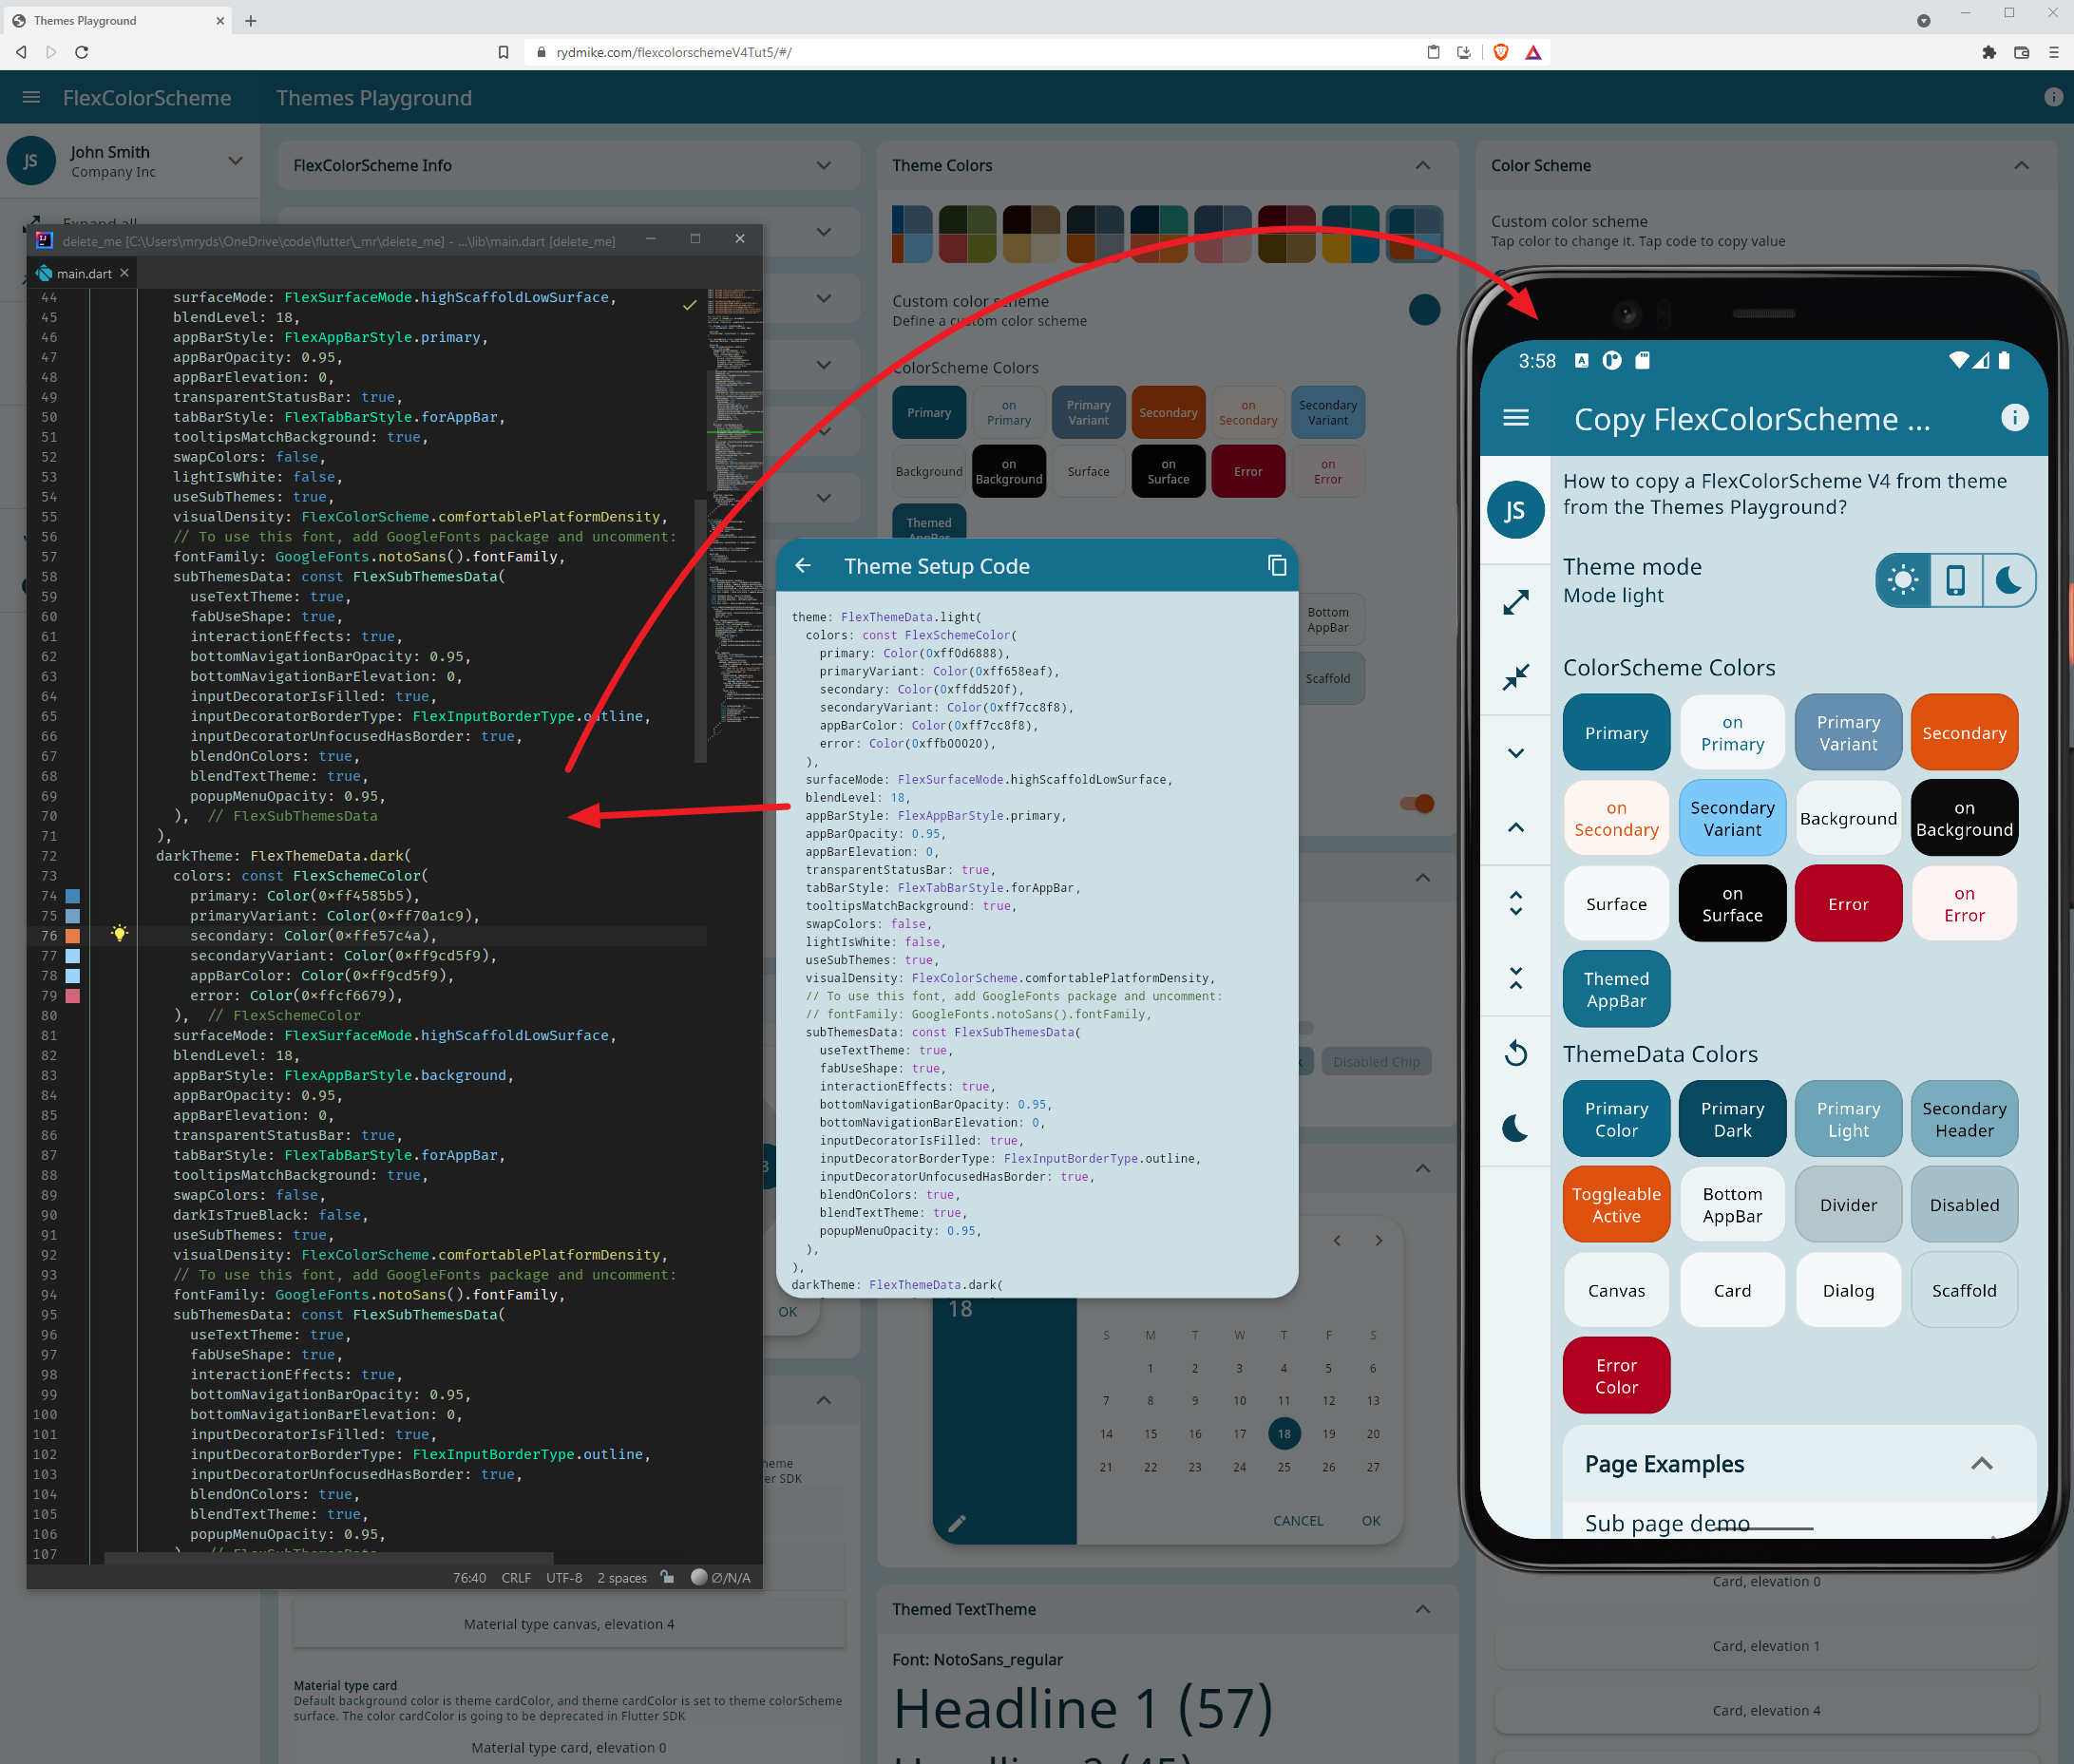 Themes Playground
rydmike.com/flexcolorschemeV4Tut5/#/
FlexColorScheme
Themes Playground
JS
John Smith
Company Inc
Expand all
FlexColorScheme Info
Theme Colors
Custom color scheme
Define a custom color scheme
ColorScheme Colors
Primary
on
Primary
Primary
Variant
Secondary
on
Secondary
Secondary
Variant
Background
on
Background
Surface
on
Surface
Error
on
Error
Themed
AppBar
Bottom
AppBar
Scaffold
Disabled Chip
Color Scheme
Custom color scheme
Tap color to change it. Tap code to copy value
delete_me [C:\Users\mryds\OneDrive\code\flutter\_mr\delete_me] - ...\lib\main.dart [delete_me]
main.dart
44 surfaceMode: FlexSurfaceMode.highScaffoldLowSurface,
45 blendLevel: 18,
46 appBarStyle: FlexAppBarStyle.primary,
47 appBarOpacity: 0.95,
48 appBarElevation: 0,
49 transparentStatusBar: true,
50 tabBarStyle: FlexTabBarStyle.forAppBar,
51 tooltipsMatchBackground: true,
52 swapColors: false,
53 lightIsWhite: false,
54 useSubThemes: true,
55 visualDensity: FlexColorScheme.comfortablePlatformDensity,
56 // To use this font, add GoogleFonts package and uncomment:
57 fontFamily: GoogleFonts.notoSans().fontFamily,
58 subThemesData: const FlexSubThemesData(
59 useTextTheme: true,
60 fabUseShape: true,
61 interactionEffects: true,
62 bottomNavigationBarOpacity: 0.95,
63 bottomNavigationBarElevation: 0,
64 inputDecoratorIsFilled: true,
65 inputDecoratorBorderType: FlexInputBorderType.outline,
66 inputDecoratorUnfocusedHasBorder: true,
67 blendOnColors: true,
68 blendTextTheme: true,
69 popupMenuOpacity: 0.95,
70 ), // FlexSubThemesData
71 ),
72 darkTheme: FlexThemeData.dark(
73 colors: const FlexSchemeColor(
74 primary: Color(0xff4585b5),
75 primaryVariant: Color(0xff70a1c9),
76 secondary: Color(0xffe57c4a),
77 secondaryVariant: Color(0xff9cd5f9),
78 appBarColor: Color(0xff9cd5f9),
79 error: Color(0xffcf6679),
80 ), // FlexSchemeColor
81 surfaceMode: FlexSurfaceMode.highScaffoldLowSurface,
82 blendLevel: 18,
83 appBarStyle: FlexAppBarStyle.background,
84 appBarOpacity: 0.95,
85 appBarElevation: 0,
86 transparentStatusBar: true,
87 tabBarStyle: FlexTabBarStyle.forAppBar,
88 tooltipsMatchBackground: true,
89 swapColors: false,
90 darkIsTrueBlack: false,
91 useSubThemes: true,
92 visualDensity: FlexColorScheme.comfortablePlatformDensity,
93 // To use this font, add GoogleFonts package and uncomment:
94 fontFamily: GoogleFonts.notoSans().fontFamily,
95 subThemesData: const FlexSubThemesData(
96 useTextTheme: true,
97 fabUseShape: true,
98 interactionEffects: true,
99 bottomNavigationBarOpacity: 0.95,
100 bottomNavigationBarElevation: 0,
101 inputDecoratorIsFilled: true,
102 inputDecoratorBorderType: FlexInputBorderType.outline,
103 inputDecoratorUnfocusedHasBorder: true,
104 blendOnColors: true,
105 blendTextTheme: true,
106 popupMenuOpacity: 0.95,
107 ), // FlexSubThemesData
76:40 CRLF UTF-8 2 spaces Ø/N/A
Theme Setup Code
theme: FlexThemeData.light(
colors: const FlexSchemeColor(
primary: Color(0xff0d6888),
primaryVariant: Color(0xff658eaf),
secondary: Color(0xffdd520f),
secondaryVariant: Color(0xff7cc8f8),
appBarColor: Color(0xff7cc8f8),
error: Color(0xffb00020),
),
surfaceMode: FlexSurfaceMode.highScaffoldLowSurface,
blendLevel: 18,
appBarStyle: FlexAppBarStyle.primary,
appBarOpacity: 0.95,
appBarElevation: 0,
transparentStatusBar: true,
tabBarStyle: FlexTabBarStyle.forAppBar,
tooltipsMatchBackground: true,
swapColors: false,
lightIsWhite: false,
useSubThemes: true,
visualDensity: FlexColorScheme.comfortablePlatformDensity,
// To use this font, add GoogleFonts package and uncomment:
// fontFamily: GoogleFonts.notoSans().fontFamily,
subThemesData: const FlexSubThemesData(
useTextTheme: true,
fabUseShape: true,
interactionEffects: true,
bottomNavigationBarOpacity: 0.95,
bottomNavigationBarElevation: 0,
inputDecoratorIsFilled: true,
inputDecoratorBorderType: FlexInputBorderType.outline,
inputDecoratorUnfocusedHasBorder: true,
blendOnColors: true,
blendTextTheme: true,
popupMenuOpacity: 0.95,
),
),
darkTheme: FlexThemeData.dark(
OK
18
S M T W T F S
1 2 3 4 5 6
7 8 9 10 11 12 13
14 15 16 17 18 19 20
21 22 23 24 25 26 27
CANCEL OK
SDK
Material type canvas, elevation 4
Material type card
Default background color is theme cardColor, and theme cardColor is set to theme colorScheme
surface. The color cardColor is going to be deprecated in Flutter SDK
Material type card, elevation 0
Themed TextTheme
Font: NotoSans_regular
Headline 1 (57)
Headline 2 (45)
Card, elevation 0
Card, elevation 1
Card, elevation 4
3:58
Copy FlexColorScheme ...
JS
How to copy a FlexColorScheme V4 from theme
from the Themes Playground?
Theme mode
Mode light
ColorScheme Colors
Primary
on
Primary
Primary
Variant
Secondary
on
Secondary
Secondary
Variant
Background
on
Background
Surface
on
Surface
Error
on
Error
Themed
AppBar
ThemeData Colors
Primary
Color
Primary
Dark
Primary
Light
Secondary
Header
Toggleable
Active
Bottom
AppBar
Divider
Disabled
Canvas
Card
Dialog
Scaffold
Error
Color
Page Examples
Sub page demo